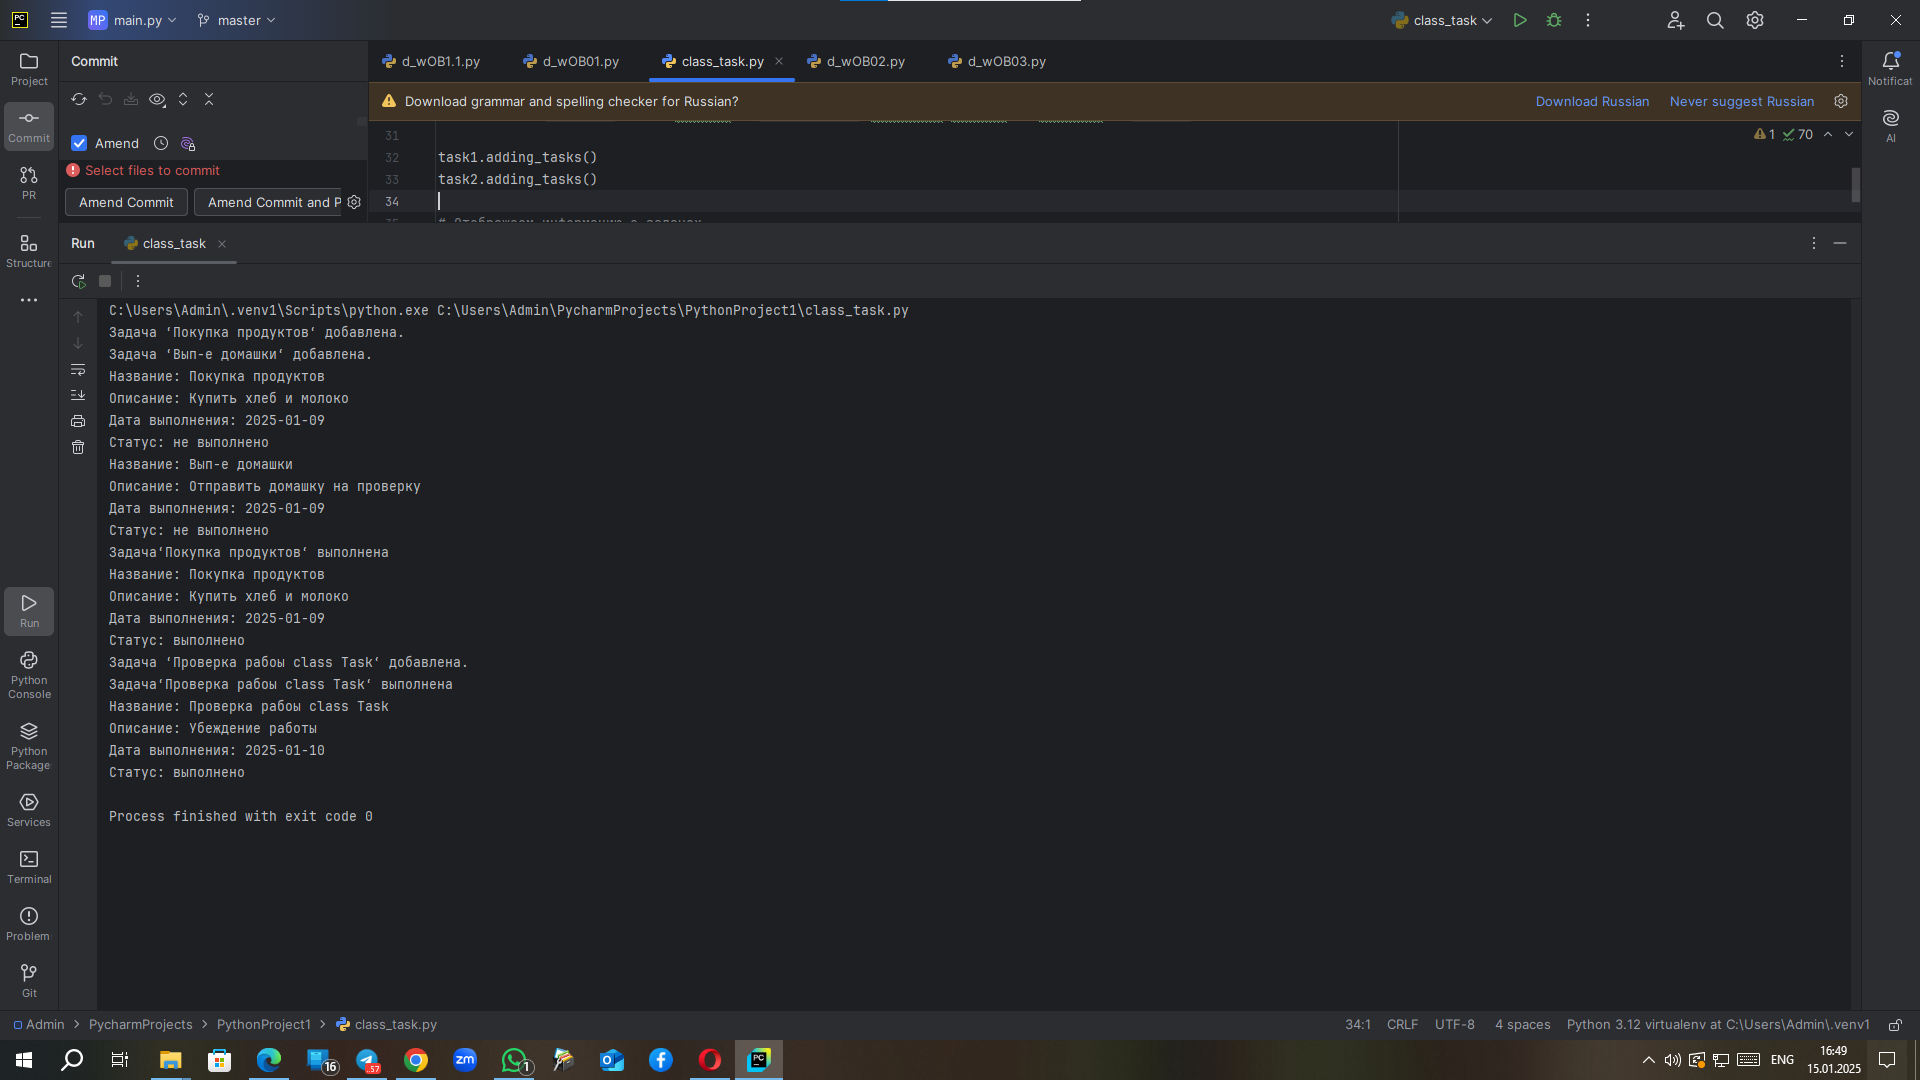 PC
MP main.py
master
class_task
Project
Commit
PR
Structure
Commit
Amend
Select files to commit
Amend Commit
Amend Commit and P
d_wOB1.1.py
d_wOB01.py
class_task.py
d_wOB02.py
d_wOB03.py
Download grammar and spelling checker for Russian?
Download Russian
Never suggest Russian
Notificat
AI
1 70
31
32 task1.adding_tasks()
33 task2.adding_tasks()
34
Run
class_task
C:\Users\Admin\.venv1\Scripts\python.exe C:\Users\Admin\PycharmProjects\PythonProject1\class_task.py
Задача ‘Покупка продуктов‘ добавлена.
Задача ‘Вып-е домашки‘ добавлена.
Название: Покупка продуктов
Описание: Купить хлеб и молоко
Дата выполнения: 2025-01-09
Статус: не выполнено
Название: Вып-е домашки
Описание: Отправить домашку на проверку
Дата выполнения: 2025-01-09
Статус: не выполнено
Задача‘Покупка продуктов‘ выполнена
Название: Покупка продуктов
Описание: Купить хлеб и молоко
Дата выполнения: 2025-01-09
Статус: выполнено
Задача ‘Проверка рабоы class Task‘ добавлена.
Задача‘Проверка рабоы class Task‘ выполнена
Название: Проверка рабоы class Task
Описание: Убеждение работы
Дата выполнения: 2025-01-10
Статус: выполнено
Process finished with exit code 0
Run
Python
Console
Python
Package
Services
Terminal
Problem
Git
Admin > PycharmProjects > PythonProject1 > class_task.py
34:1 CRLF UTF-8 4 spaces Python 3.12 virtualenv at C:\Users\Admin\.venv1
16
57
zm
1
PC
ENG
16:49
15.01.2025